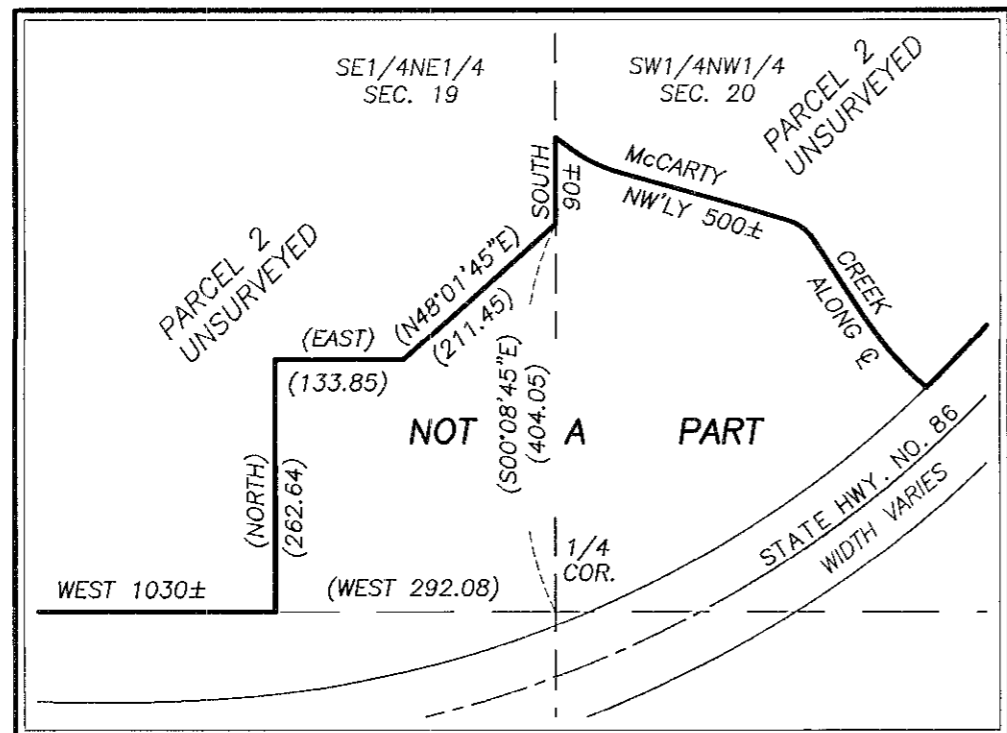 SE1/4NE1/4
SEC. 19
SW1/4NW1/4
SEC. 20
PARCEL 2
UNSURVEYED
McCARTY
NW'LY 500±
SOUTH
90±
PARCEL 2
UNSURVEYED
(N48°01'45"E)
(211.45)
CREEK
ALONG ℄
(EAST)
(133.85)
(S00°08'45"E)
(404.05)
NOT A PART
(NORTH)
(262.64)
STATE HWY. NO. 86
WIDTH VARIES
1/4
COR.
WEST 1030±
(WEST 292.08)